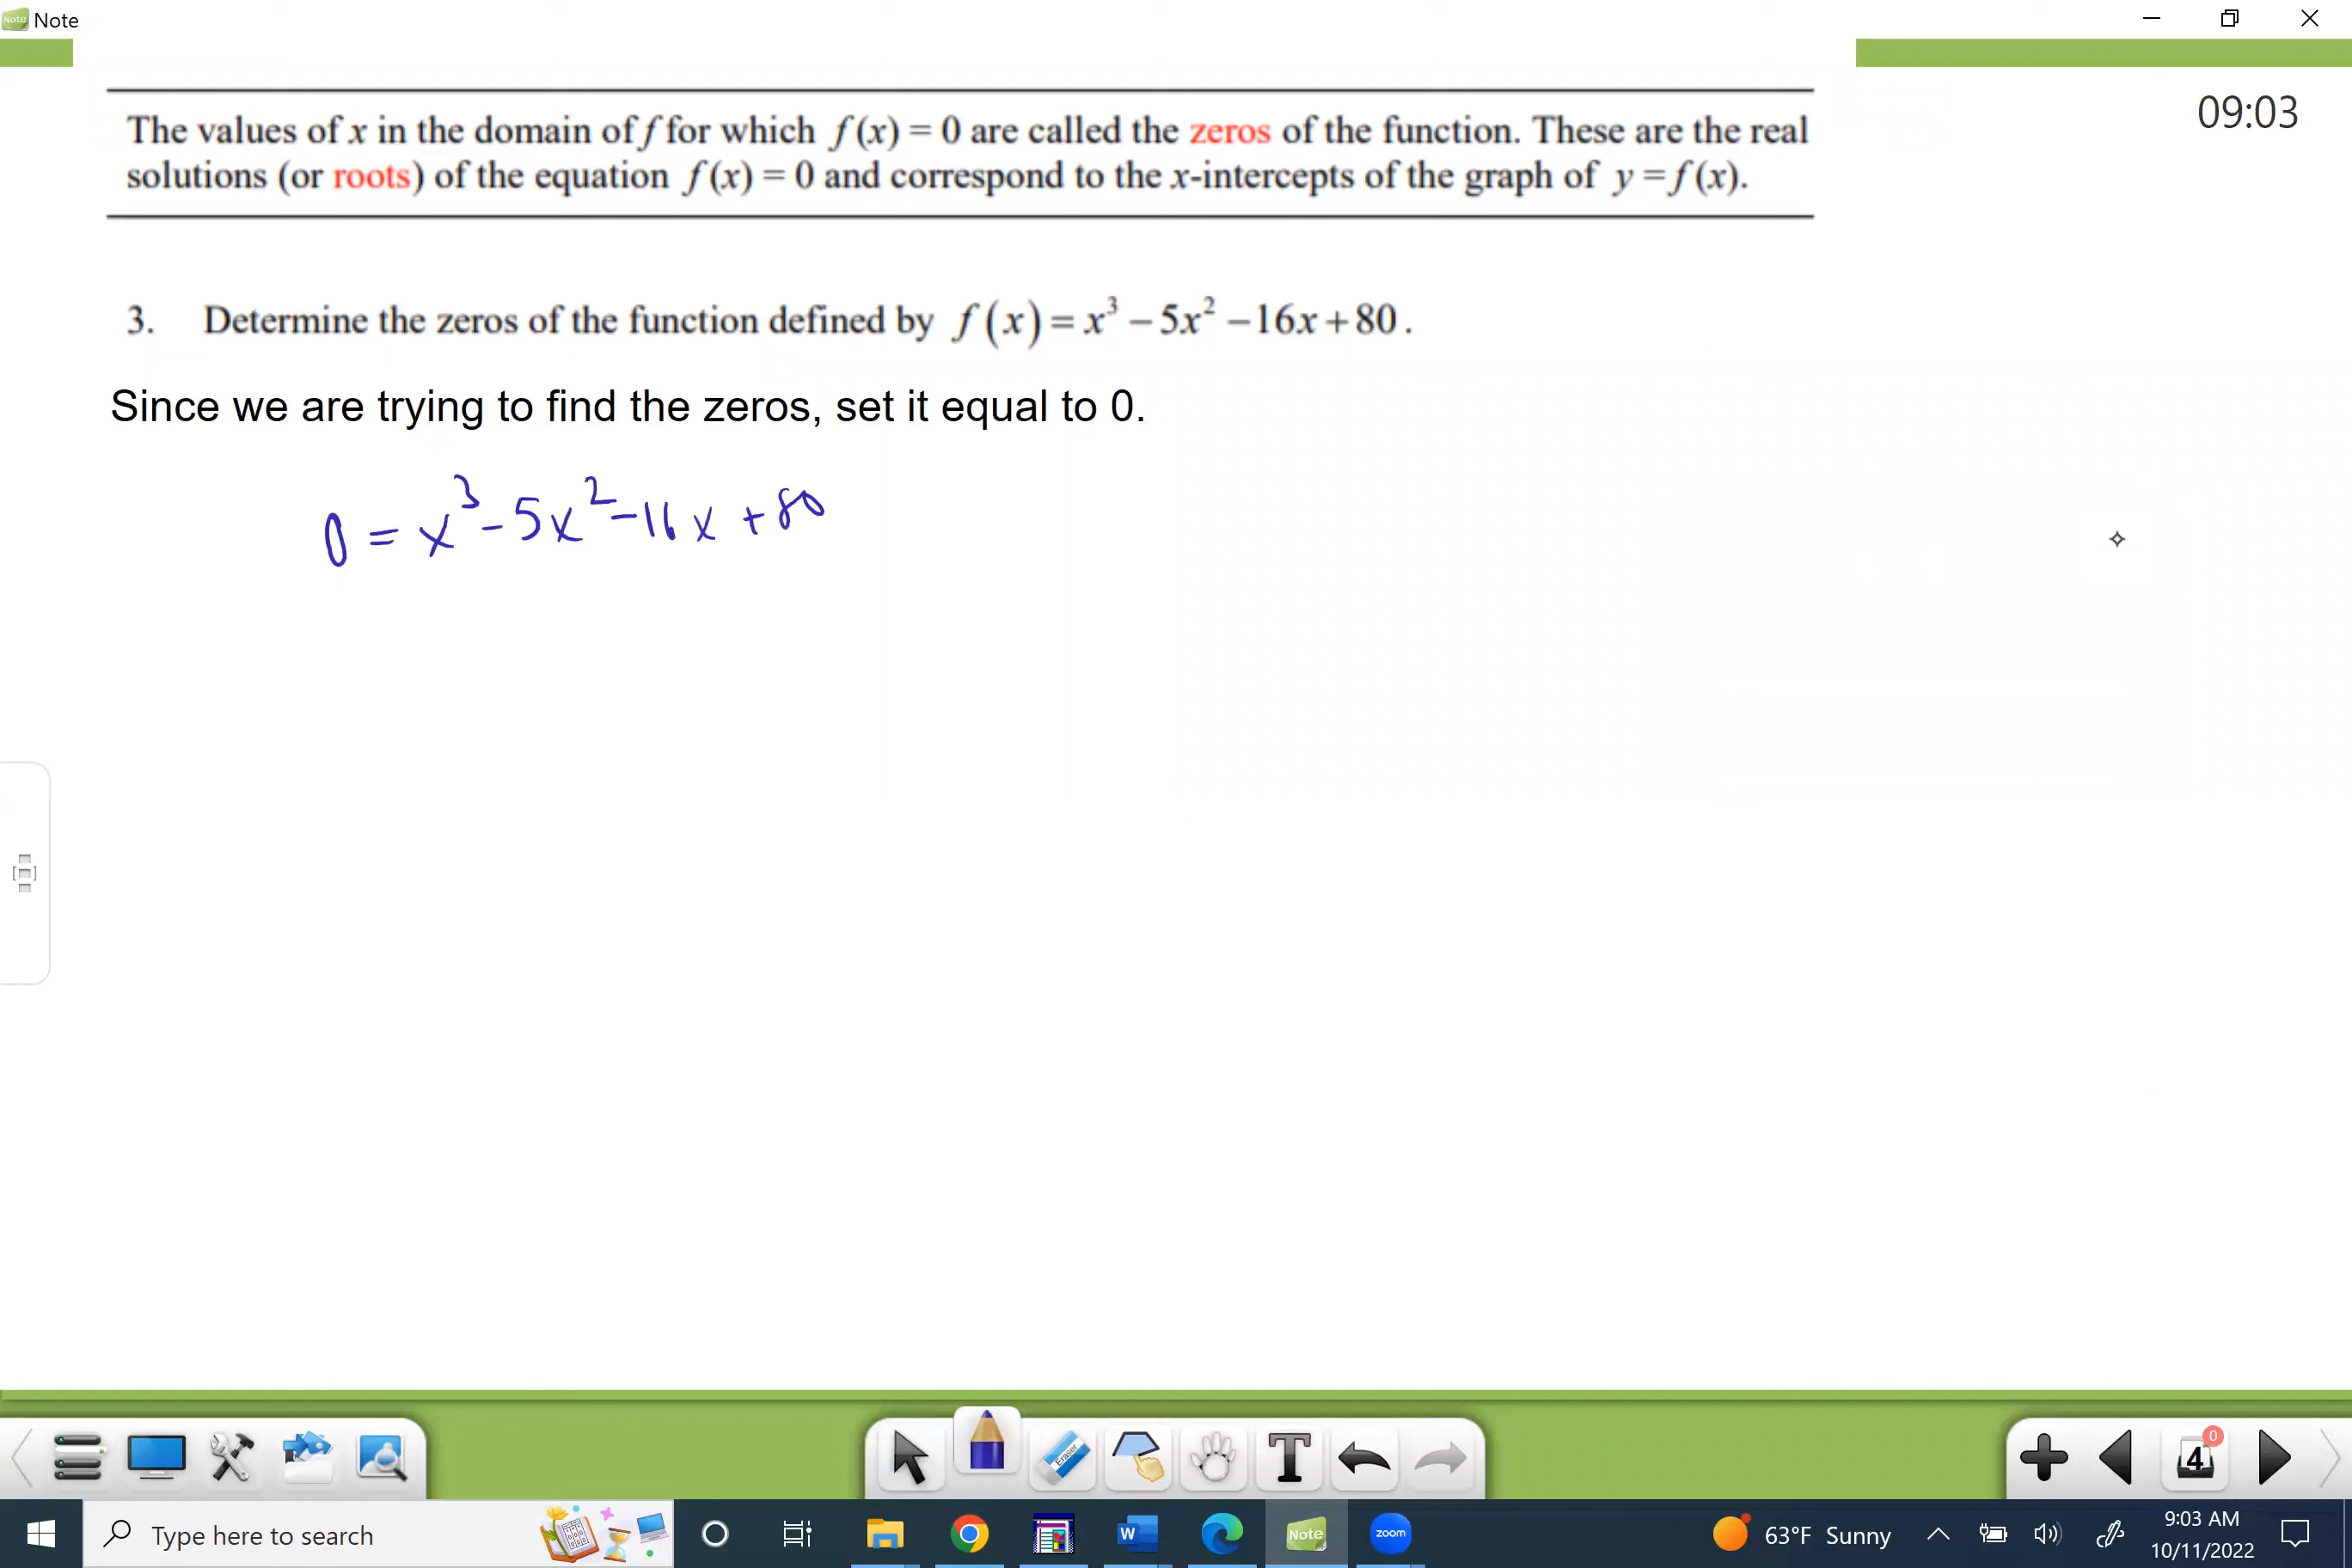 Note
09:03
The values of x in the domain of f for which f(x) = 0 are called the zeros of the function. These are the real
solutions (or roots) of the equation f(x) = 0 and correspond to the x-intercepts of the graph of y = f(x).
3. Determine the zeros of the function defined by f(x) = x³ − 5x² − 16x + 80.
Since we are trying to find the zeros, set it equal to 0.
0 = x³ - 5x² - 16x + 80
Eraser
T
4
0
Type here to search
W
Note
zoom
63°F Sunny
9:03 AM
10/11/2022